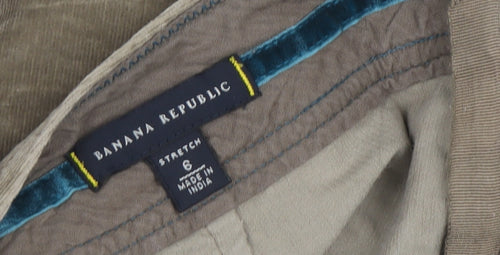 BANANA REPUBLIC
STRETCH
6
MADE IN
INDIA